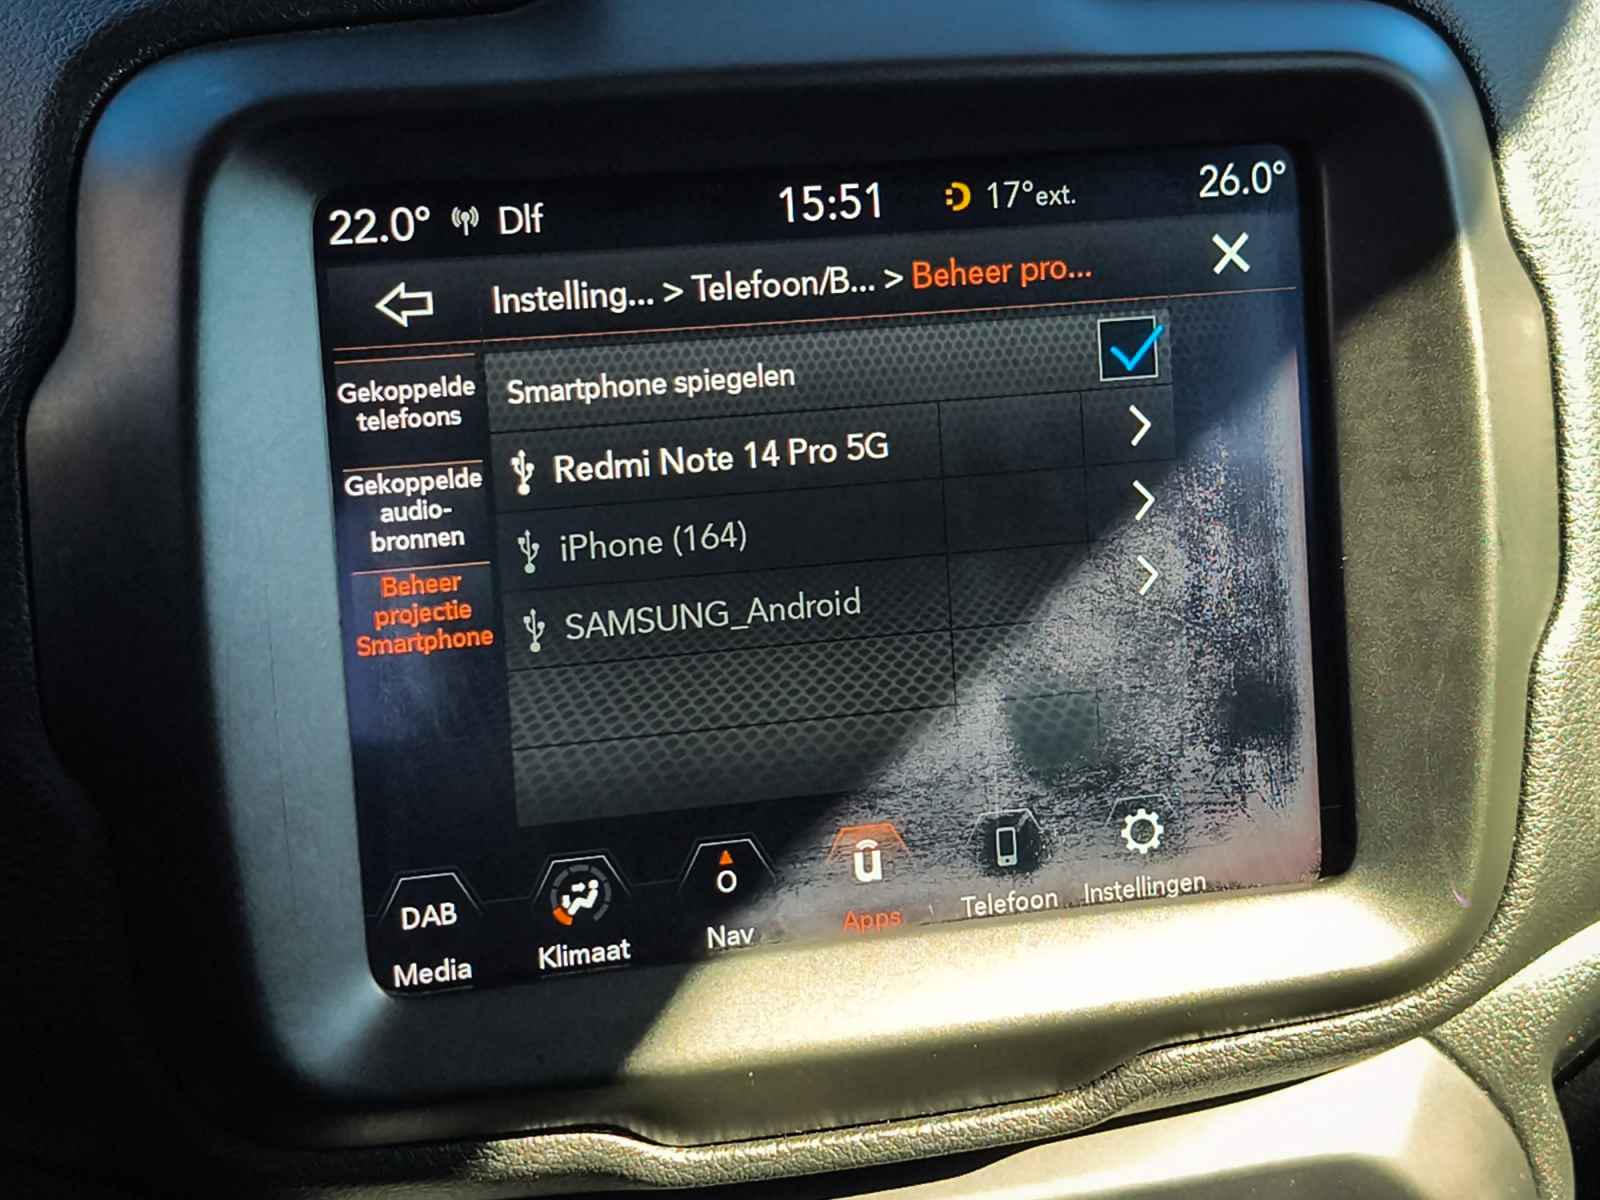 22.0° Dlf 15:51 17°ext. 26.0°
Instelling... > Telefoon/B... > Beheer pro...
Gekoppelde
telefoons
Gekoppelde
audio-
bronnen
Beheer
projectie
Smartphone
Smartphone spiegelen
Redmi Note 14 Pro 5G
iPhone (164)
SAMSUNG_Android
DAB
Media
Klimaat
O
Nav
Apps
Telefoon
Instellingen